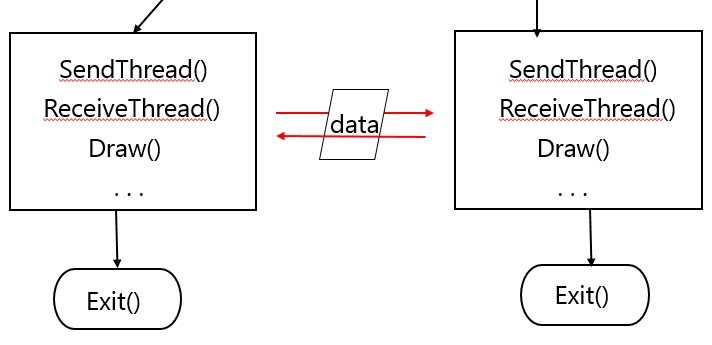 SendThread()
ReceiveThread()
Draw()
. . .
data
SendThread()
ReceiveThread()
Draw()
. . .
Exit()
Exit()